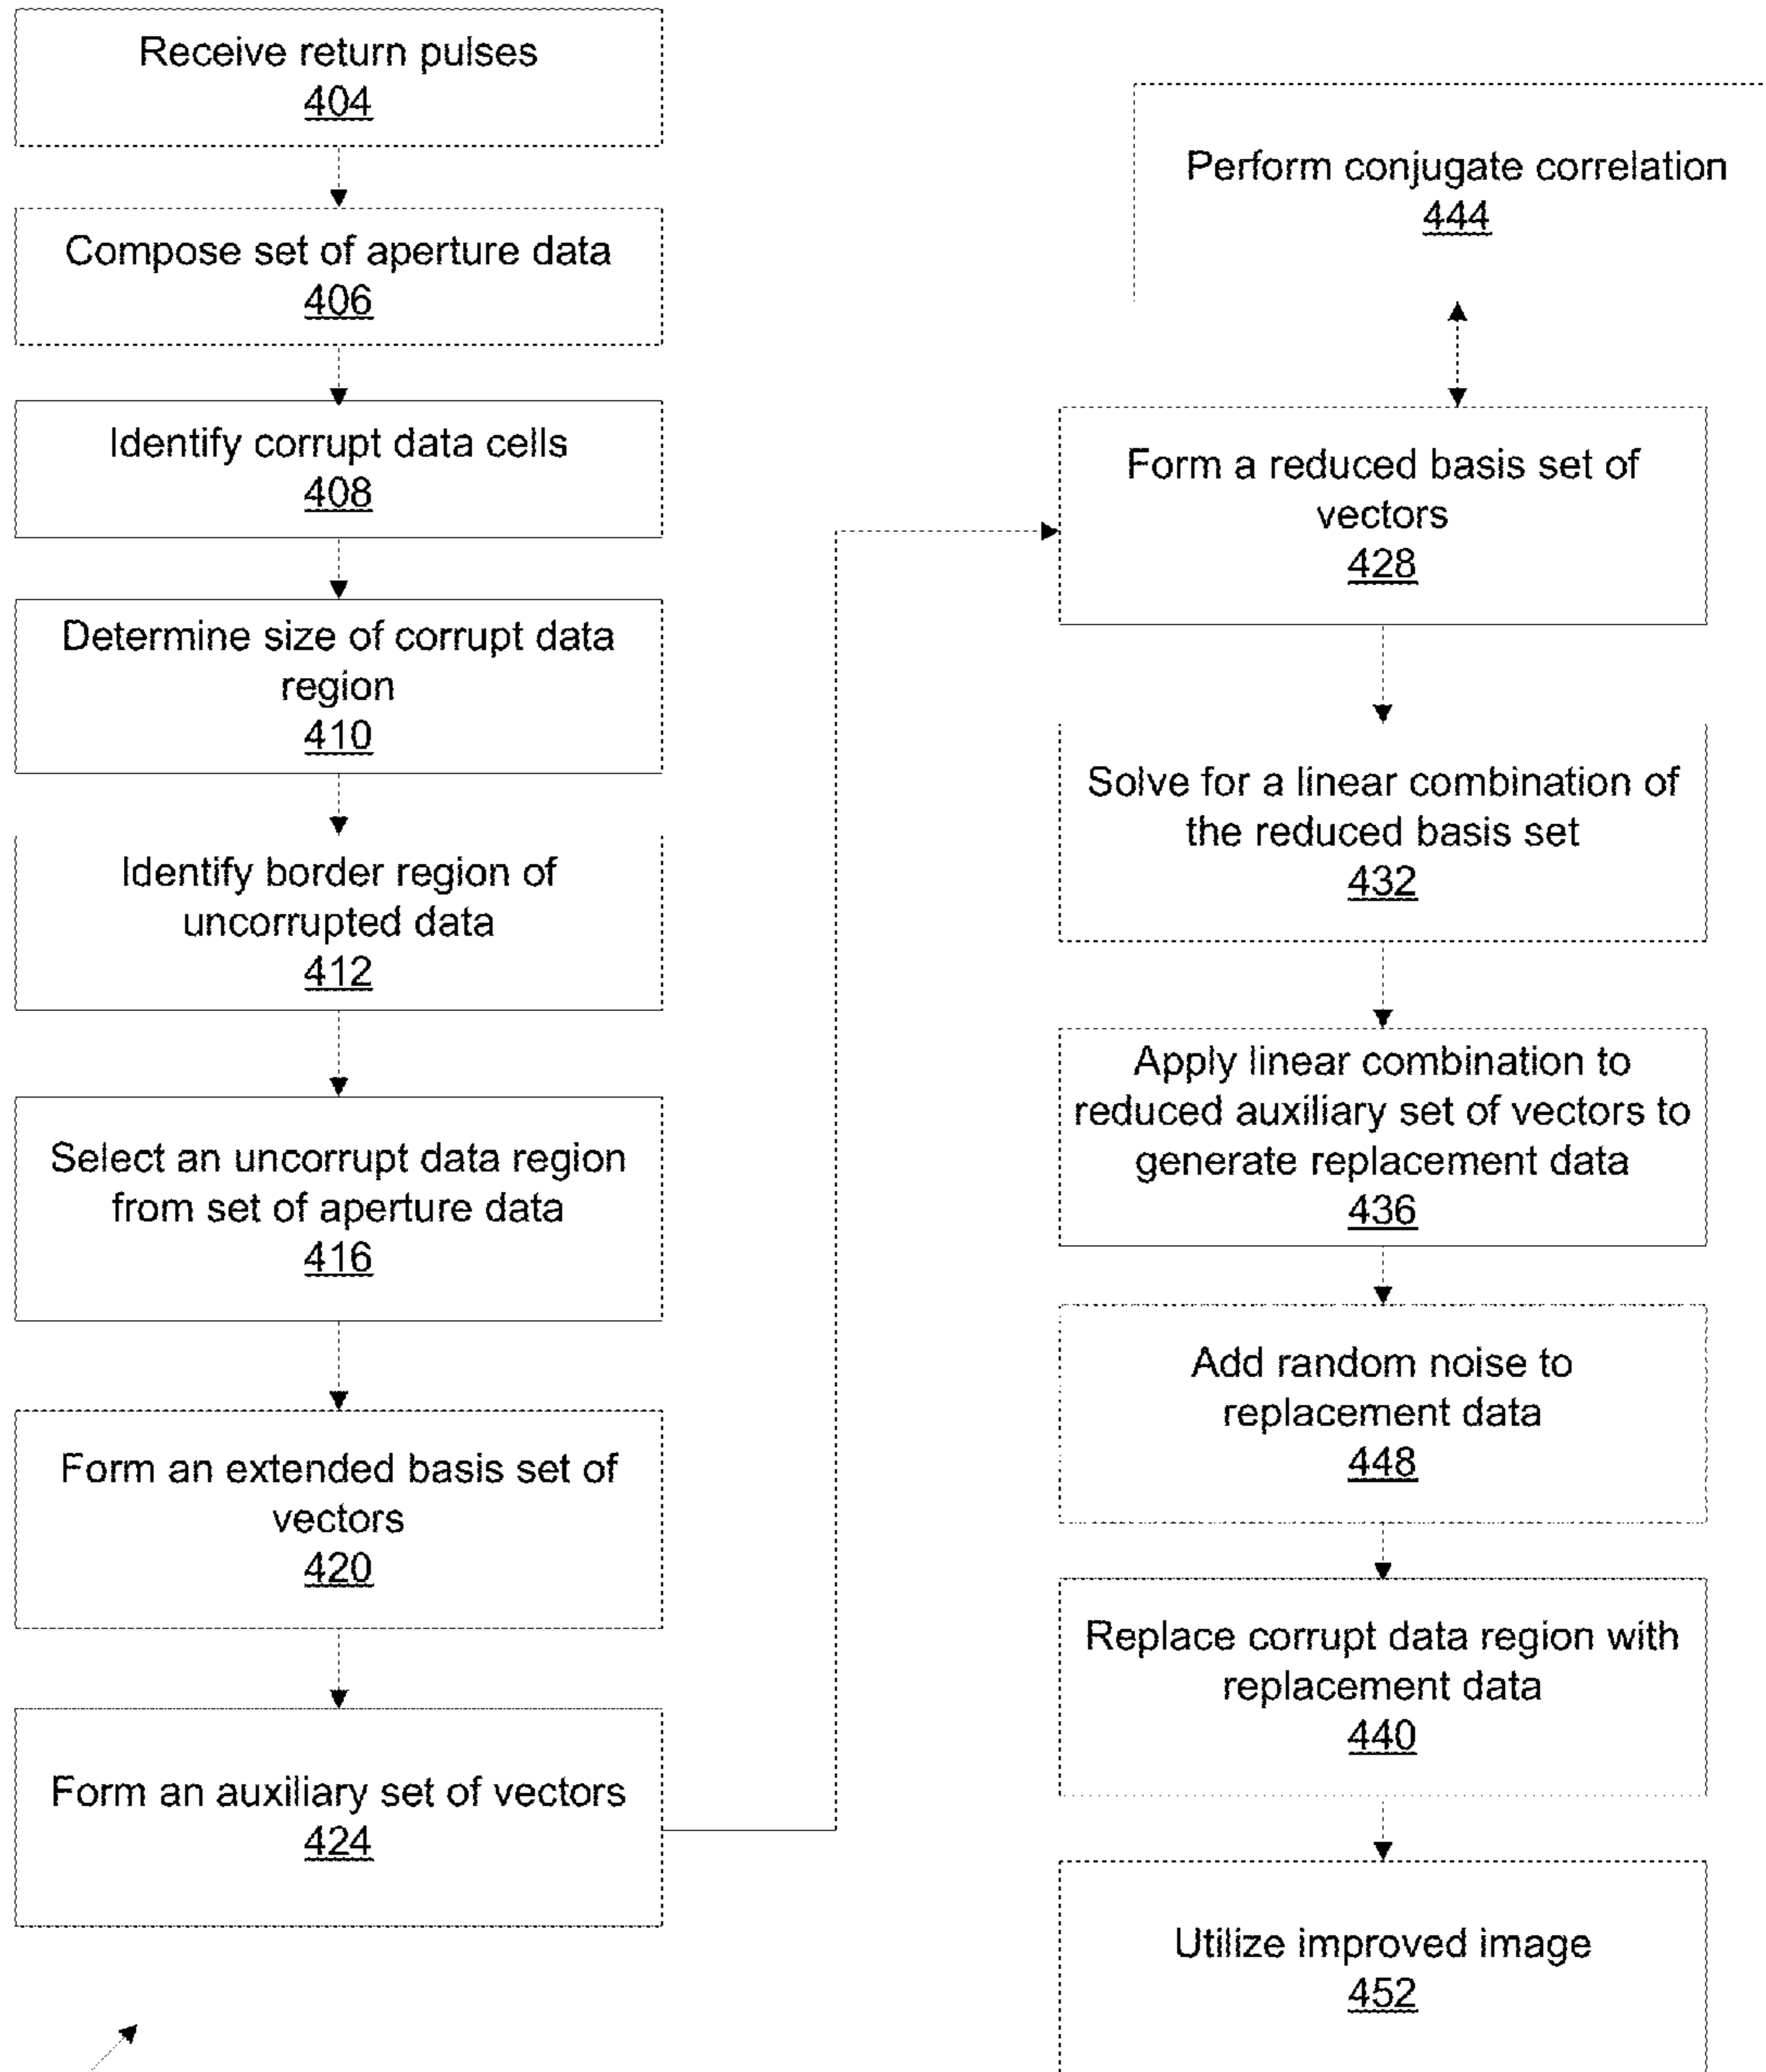 Receive return pulses
404
Compose set of aperture data
406
Identify corrupt data cells
408
Determine size of corrupt data
region
410
Identify border region of
uncorrupted data
412
Select an uncorrupt data region
from set of aperture data
416
Form an extended basis set of
vectors
420
Form an auxiliary set of vectors
424
Perform conjugate correlation
444
Form a reduced basis set of
vectors
428
Solve for a linear combination of
the reduced basis set
432
Apply linear combination to
reduced auxiliary set of vectors to
generate replacement data
436
Add random noise to
replacement data
448
Replace corrupt data region with
replacement data
440
Utilize improved image
452